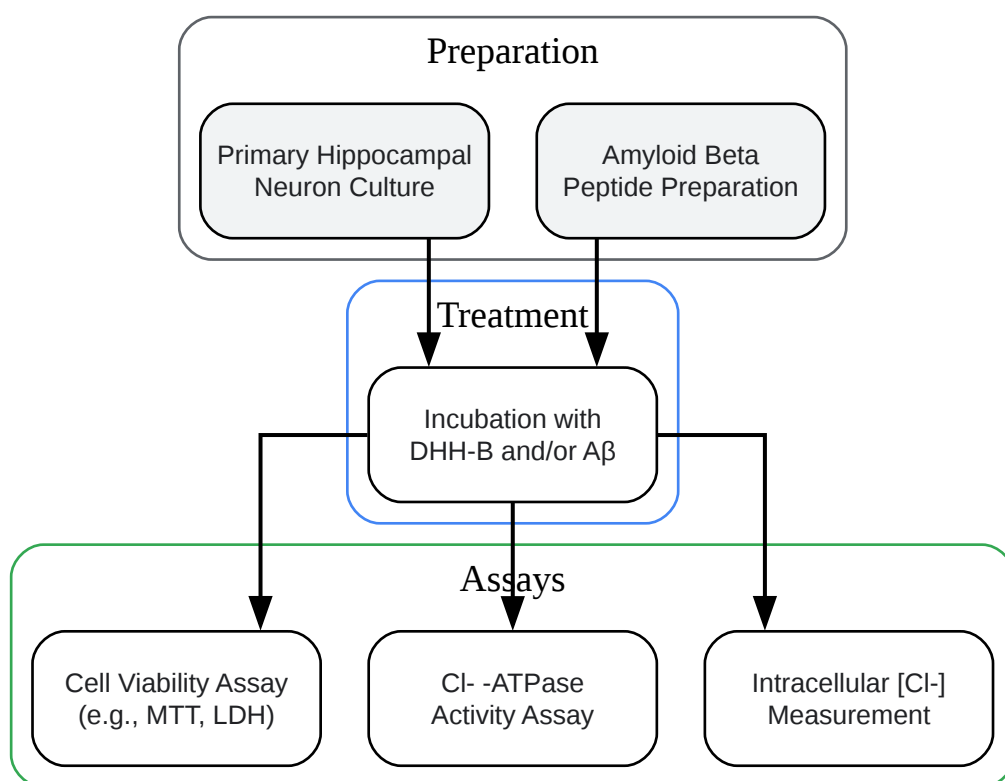 Preparation
Primary Hippocampal
Neuron Culture
Amyloid Beta
Peptide Preparation
Treatment
Incubation with
DHH-B and/or Aβ
Assays
Cell Viability Assay
(e.g., MTT, LDH)
Cl- -ATPase
Activity Assay
Intracellular [Cl-]
Measurement